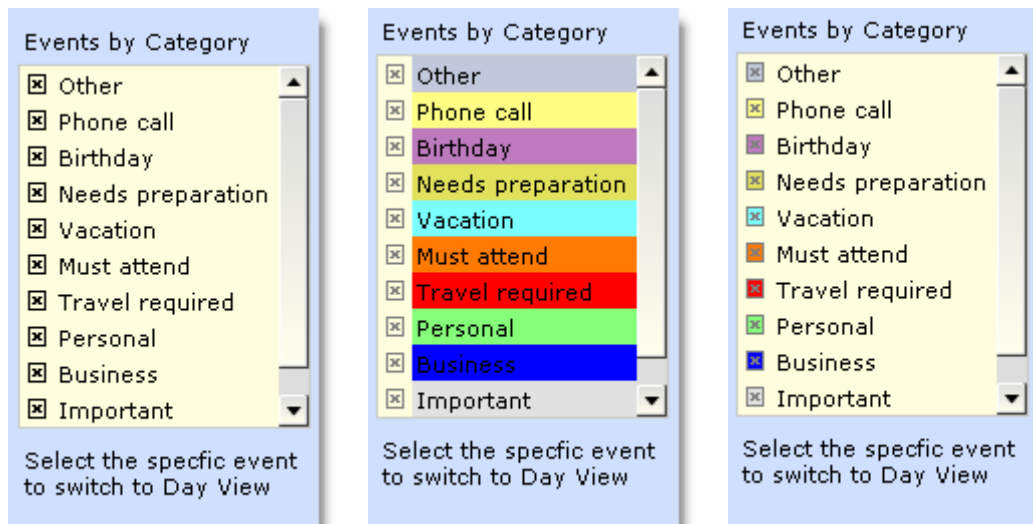 Events by Category
Other
Phone call
Birthday
Needs preparation
Vacation
Must attend
Travel required
Personal
Business
Important
Select the specfic event
to switch to Day View
Events by Category
Other
Phone call
Birthday
Needs preparation
Vacation
Must attend
Travel required
Personal
Business
Important
Select the specfic event
to switch to Day View
Events by Category
Other
Phone call
Birthday
Needs preparation
Vacation
Must attend
Travel required
Personal
Business
Important
Select the specfic event
to switch to Day View